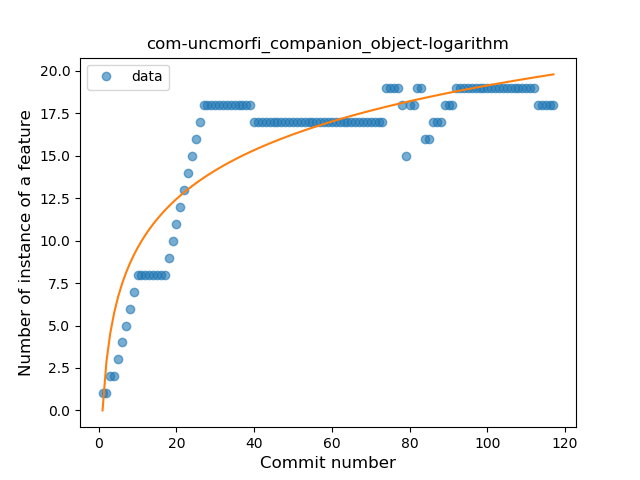 com-uncmorfi_companion_object-logarithm
data
Number of instance of a feature
20.0
17.5
15.0
12.5
10.0
7.5
5.0
2.5
0.0
0 20 40 60 80 100 120
Commit number